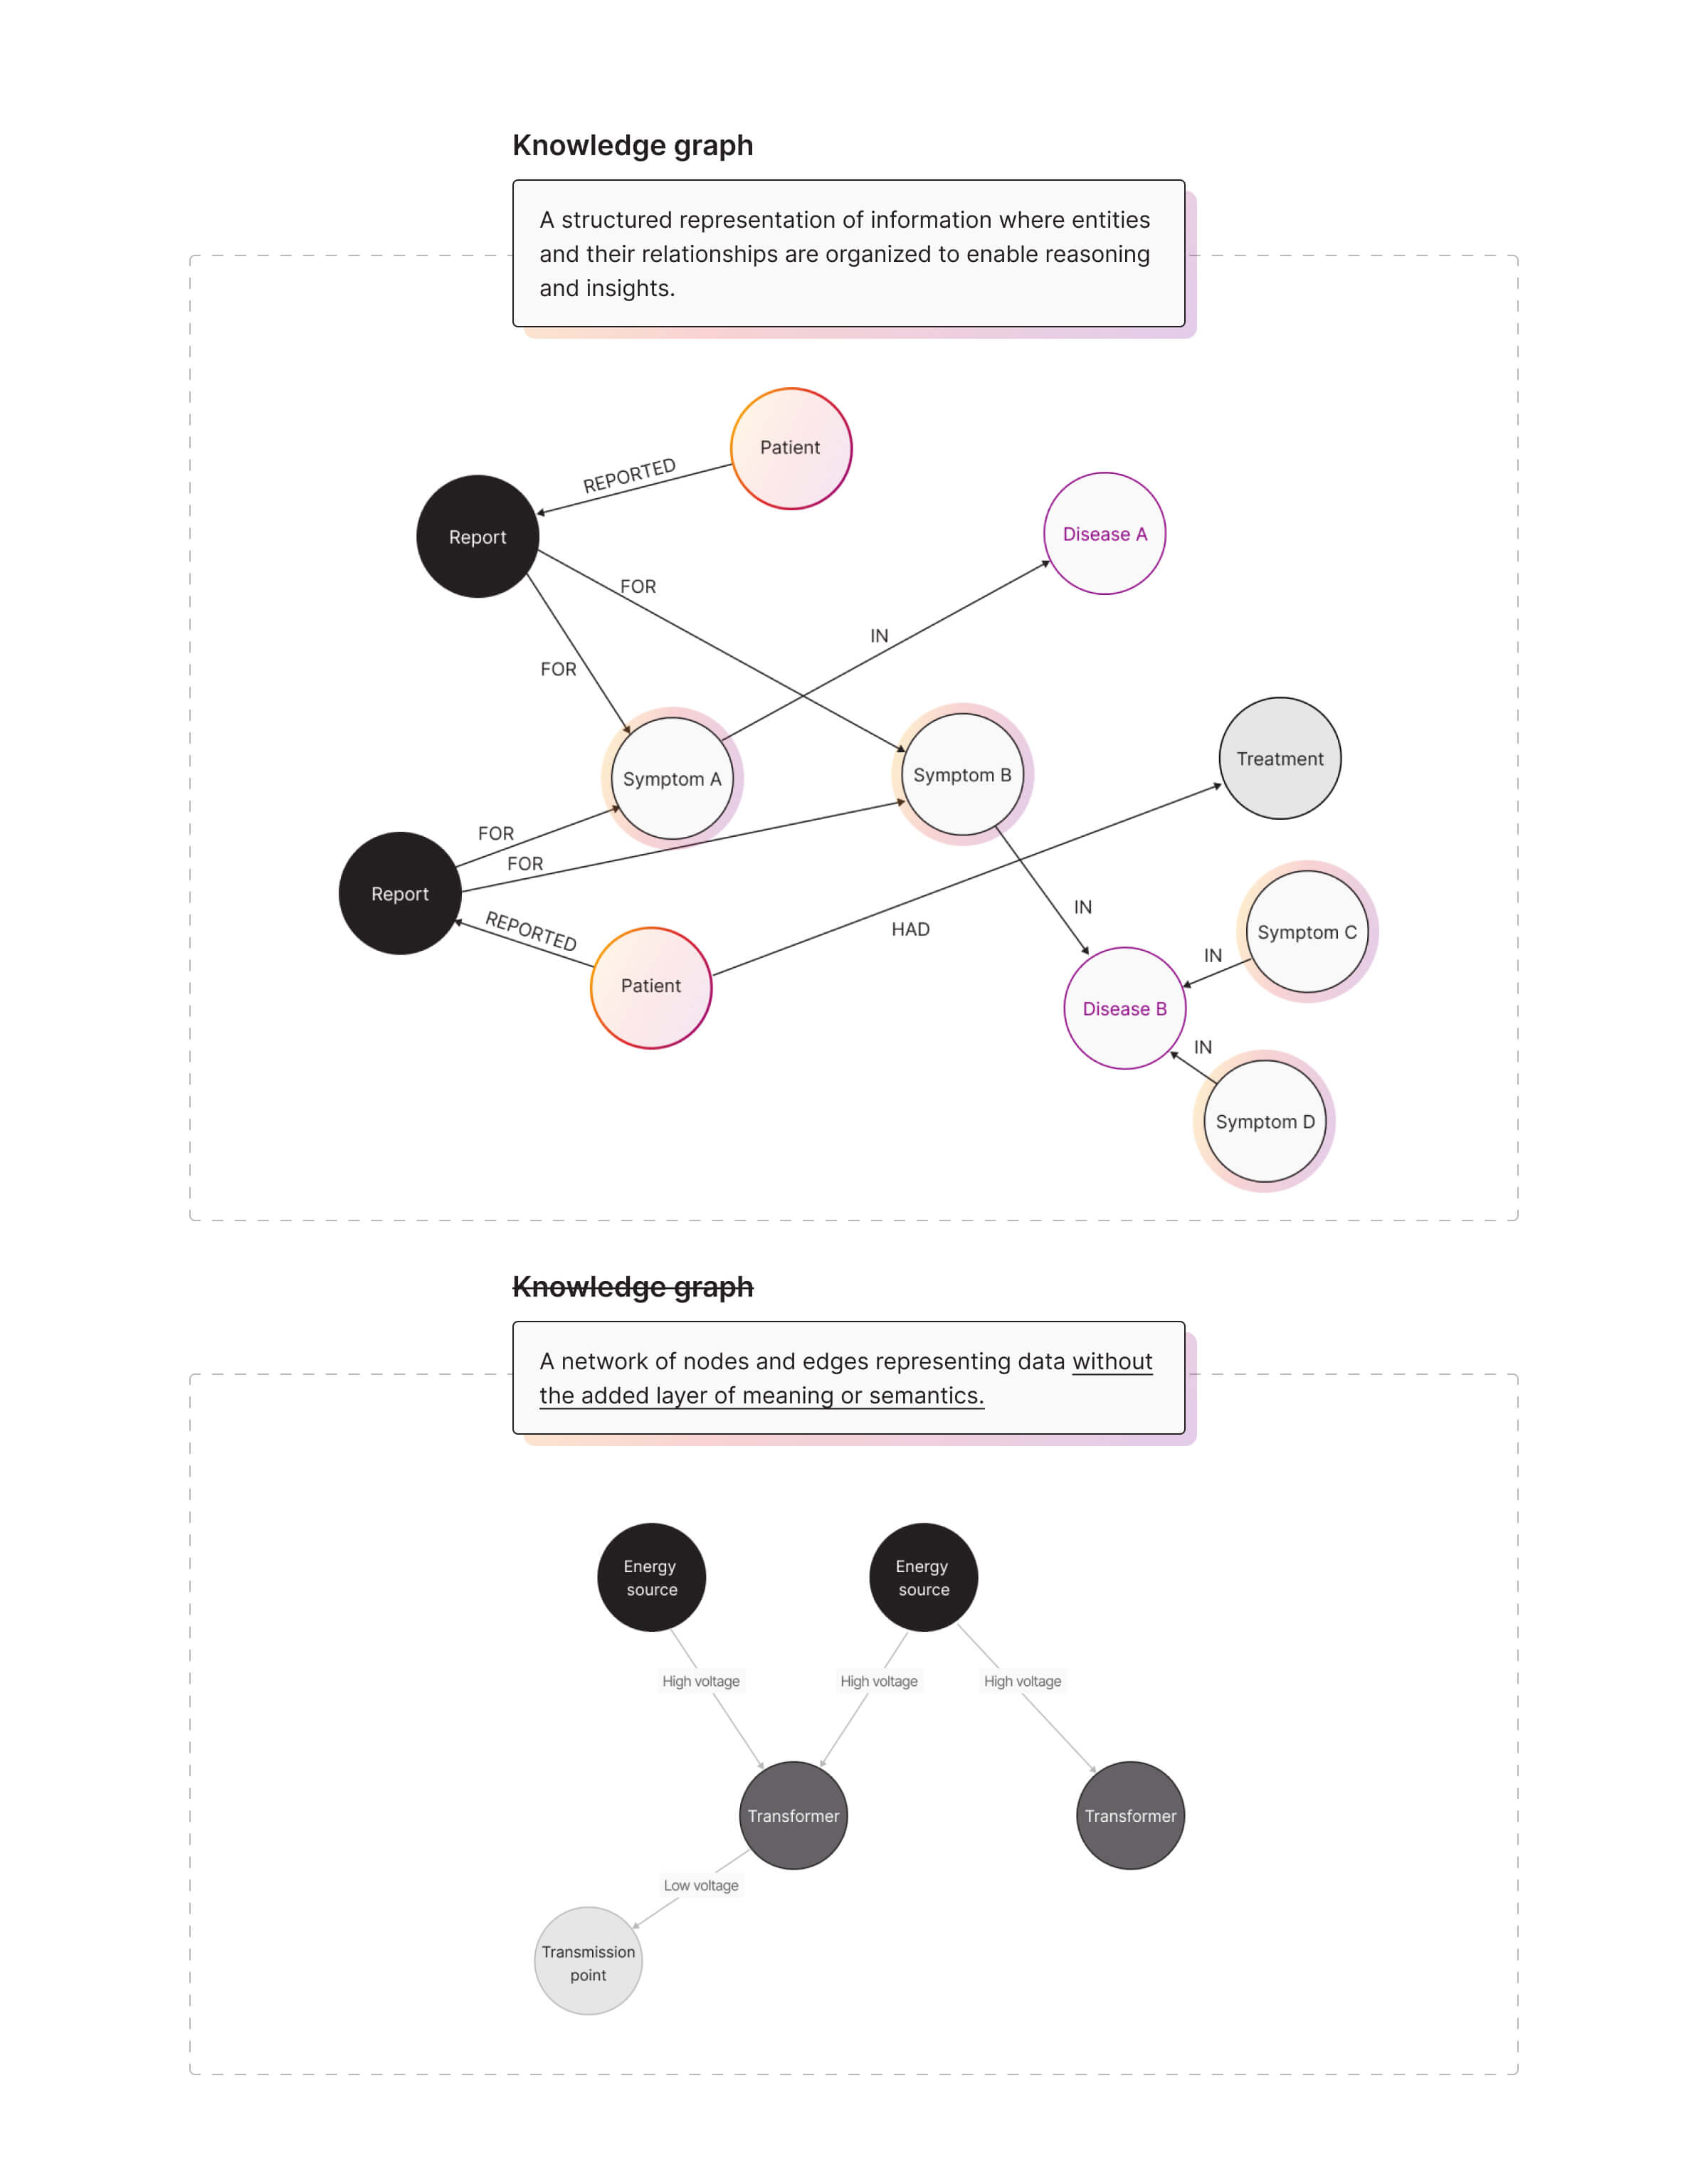 Knowledge graph
A structured representation of information where entities
and their relationships are organized to enable reasoning
and insights.
Patient
REPORTED
Report
Disease A
FOR
IN
FOR
Symptom A
Symptom B
Treatment
FOR
FOR
Report
REPORTED
HAD
IN
Symptom C
IN
Patient
Disease B
IN
Symptom D
Knowledge graph
A network of nodes and edges representing data without
the added layer of meaning or semantics.
Energy
source
Energy
source
High voltage
High voltage
High voltage
Transformer
Transformer
Low voltage
Transmission
point